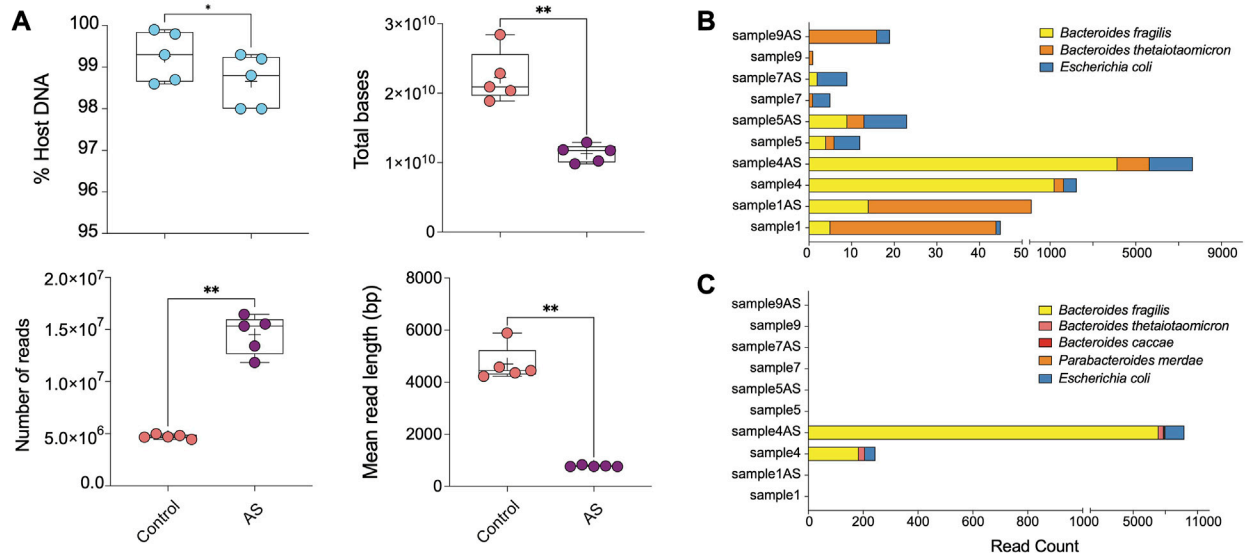 A
% Host DNA
100
99
98
97
96
95
*
Total bases
3×10¹⁰
2×10¹⁰
1×10¹⁰
0
**
Number of reads
2.0×10⁷
1.5×10⁷
1.0×10⁷
5.0×10⁶
0.0
**
Control
AS
Mean read length (bp)
8000
6000
4000
2000
0
**
Control
AS
B
sample9AS
sample9
sample7AS
sample7
sample5AS
sample5
sample4AS
sample4
sample1AS
sample1
Bacteroides fragilis
Bacteroides thetaiotaomicron
Escherichia coli
0 10 20 30 40 50 1000 5000 9000
C
sample9AS
sample9
sample7AS
sample7
sample5AS
sample5
sample4AS
sample4
sample1AS
sample1
Bacteroides fragilis
Bacteroides thetaiotaomicron
Bacteroides caccae
Parabacteroides merdae
Escherichia coli
0 200 400 600 800 1000 5000 11000
Read Count